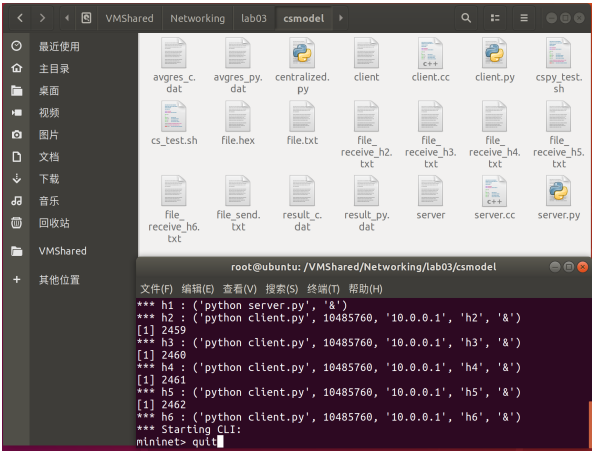 VMShared Networking lab03 csmodel
最近使用
主目录
桌面
视频
图片
文档
下载
音乐
回收站
VMShared
其他位置
avgres_c.
dat
avgres_py.
dat
centralized.
py
client
client.cc
client.py
cspy_test.
sh
cs_test.sh
file.hex
file.txt
file_
receive_h2.
txt
file_
receive_h3.
txt
file_
receive_h4.
txt
file_
receive_h5.
txt
file_
receive_h6.
txt
file_send.
txt
result_c.
dat
result_py.
dat
server
C++
server.cc
server.py
root@ubuntu: /VMShared/Networking/lab03/csmodel
文件(F) 编辑(E) 查看(V) 搜索(S) 终端(T) 帮助(H)
*** h1 : ('python server.py', '&')
*** h2 : ('python client.py', 10485760, '10.0.0.1', 'h2', '&')
[1] 2459
*** h3 : ('python client.py', 10485760, '10.0.0.1', 'h3', '&')
[1] 2460
*** h4 : ('python client.py', 10485760, '10.0.0.1', 'h4', '&')
[1] 2461
*** h5 : ('python client.py', 10485760, '10.0.0.1', 'h5', '&')
[1] 2462
*** h6 : ('python client.py', 10485760, '10.0.0.1', 'h6', '&')
*** Starting CLI:
mininet> quit